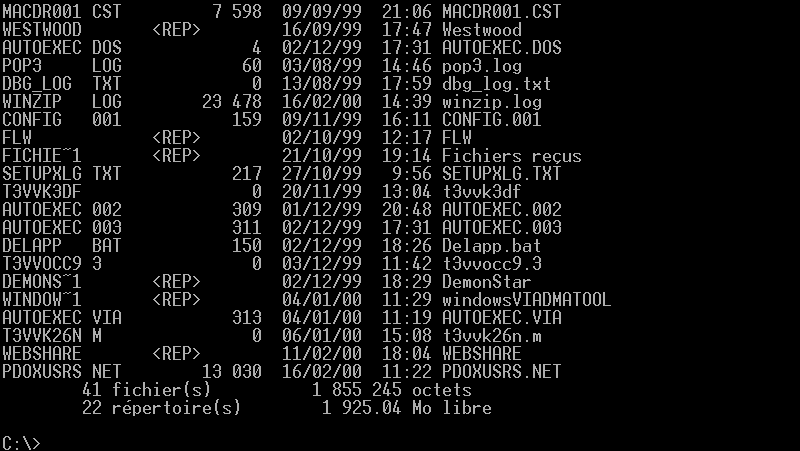 MACDR001 CST         7 598  09/09/99  21:06 MACDR001.CST
WESTWOOD       <REP>        16/09/99  17:47 Westwood
AUTOEXEC DOS             4  02/12/99  17:31 AUTOEXEC.DOS
POP3     LOG            60  03/08/99  14:46 pop3.log
DBG_LOG  TXT             0  13/08/99  17:59 dbg_log.txt
WINZIP   LOG        23 478  16/02/00  14:39 winzip.log
CONFIG   001           159  09/11/99  16:11 CONFIG.001
FLW            <REP>        02/10/99  12:17 FLW
FICHIE~1       <REP>        21/10/99  19:14 Fichiers reçus
SETUPXLG TXT           217  27/10/99   9:56 SETUPXLG.TXT
T3VVK3DF                 0  20/11/99  13:04 t3vvk3df
AUTOEXEC 002           309  01/12/99  20:48 AUTOEXEC.002
AUTOEXEC 003           311  02/12/99  17:31 AUTOEXEC.003
DELAPP   BAT           150  02/12/99  18:26 Delapp.bat
T3VVOCC9 3               0  03/12/99  11:42 t3vvocc9.3
DEMONS~1       <REP>        02/12/99  18:29 DemonStar
WINDOW~1       <REP>        04/01/00  11:29 windowsVIADMATOOL
AUTOEXEC VIA           313  04/01/00  11:19 AUTOEXEC.VIA
T3VVK26N M               0  06/01/00  15:08 t3vvk26n.m
WEBSHARE       <REP>        11/02/00  18:04 WEBSHARE
PDOXUSRS NET        13 030  16/02/00  11:22 PDOXUSRS.NET
        41 fichier(s)          1 855 245 octets
        22 répertoire(s)        1 925.04 Mo libre
C:\>